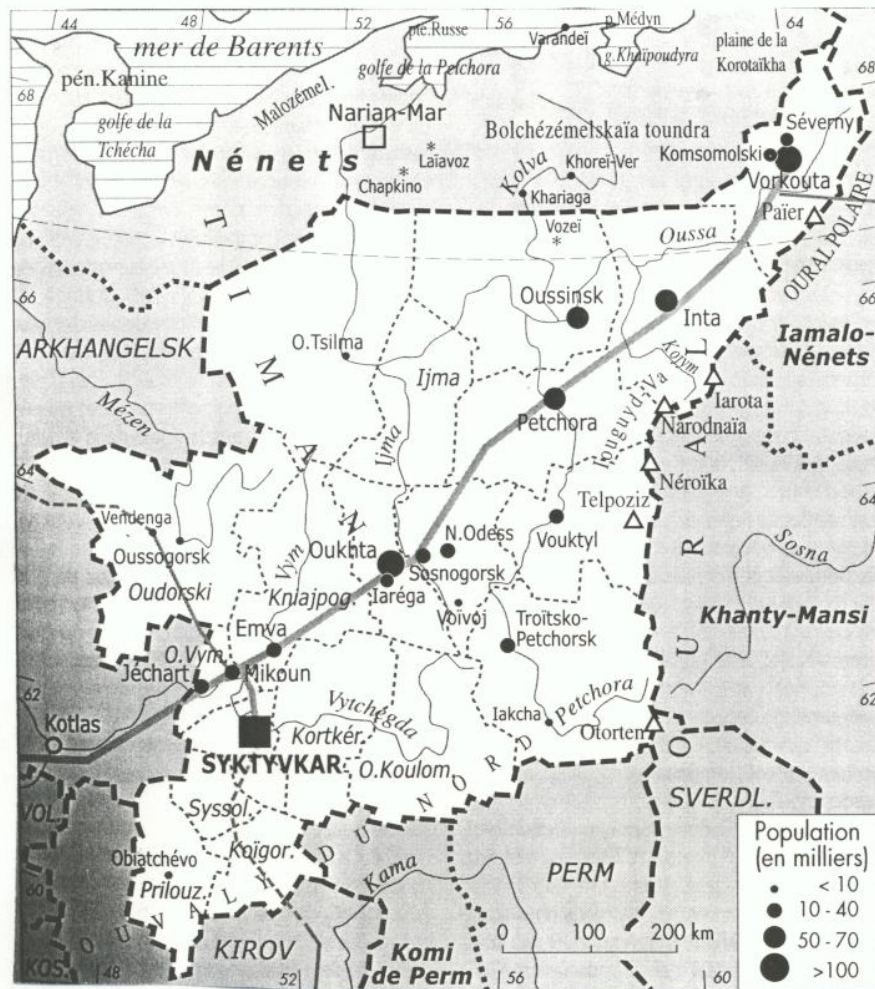 44
52
56
64
mer de Barents
pte.Russe
p.Médyn
Varandeï
plaine de la
Korotaïkha
pén.Kanine
golfe de la Petchora
g.Khaïpoudyra
68
68
golfe de la
Tchécha
Malozémel.
Narian-Mar
Bolchézémelskaïa toundra
Séverny
Komsomolski
Nénets
Laïavoz
Chapkino
Kolva
Khoreï-Ver
Khariaga
Vorkouta
Païer
Vozeï
Oussa
OURAL POLAIRE
66
66
TIMAN
Oussinsk
Inta
ARKHANGELSK
O.Tsilma
Ijma
Kojym
Iamalo-
Nénets
Mézen
Ijma
Petchora
Iouguyd-Va
Iarota
Narodnaïa
64
64
Néroïka
Telpoziz
Vendenga
Oussogorsk
Oukhta
N.Odess
Vouktyl
Sosnogorsk
Sosna
Oudorski
Vym
Kniajpog.
Iaréga
Voïvoj
Khanty-Mansi
Emva
Troïtsko-
Petchorsk
O.Vym.
Jéchart
Mikoun
62
62
Vytchégda
Petchora
Kotlas
Iakcha
Otorten
OURAL
Kortkér.
SYKTYVKAR
O.Koulom.
VOL.
Syssol.
SVERDL.
Koïgor.
Obiatchévo
Prilouz.
OUVALY DU NORD
60
Kama
PERM
KOS.
KIROV
Komi
de Perm
0 100 200 km
48
52
56
60
Population
(en milliers)
< 10
10 - 40
50 - 70
>100